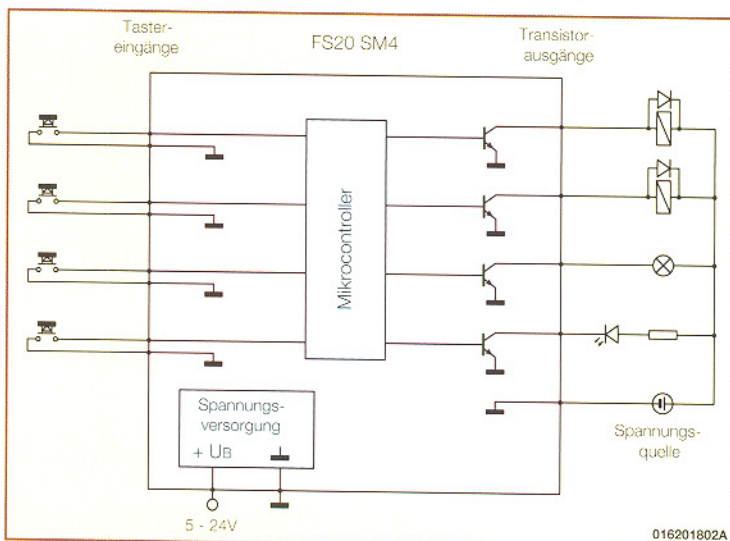 Taster-
eingänge
FS20 SM4
Transistor-
ausgänge
Mikrocontroller
Spannungs-
versorgung
+ UB
Spannungs-
quelle
5 - 24V
016201802A